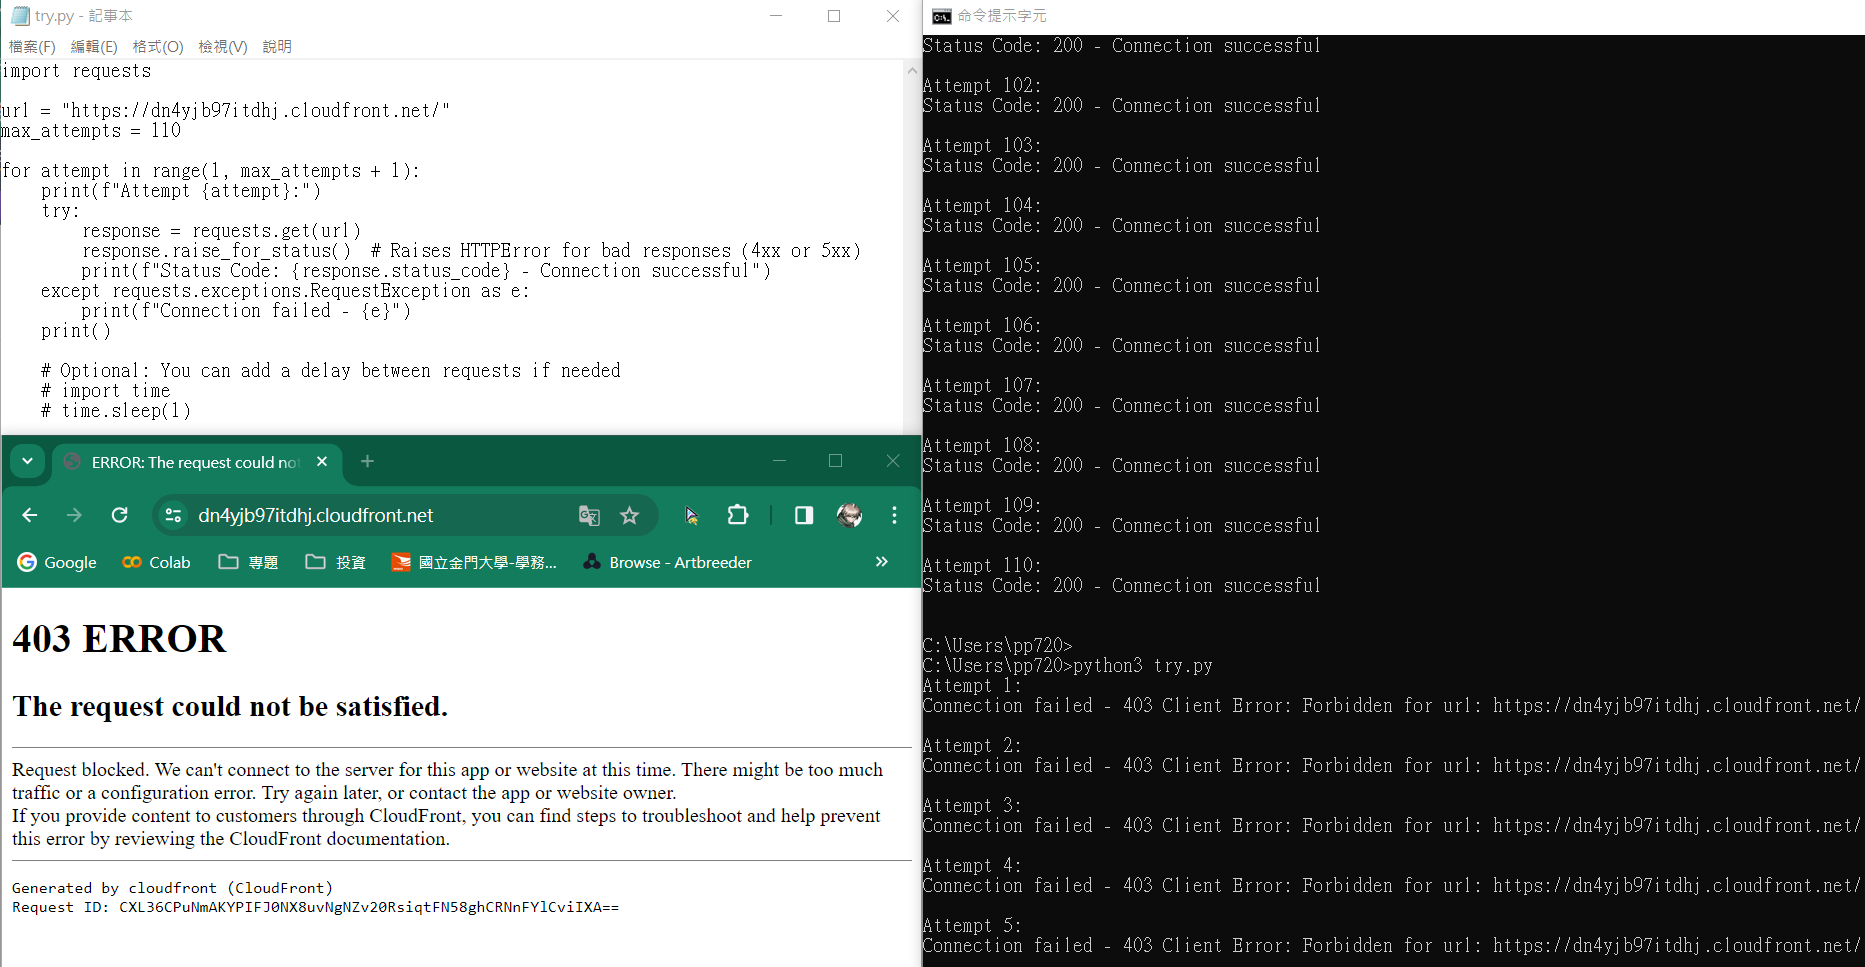 try.py - 記事本
檔案(F) 編輯(E) 格式(O) 檢視(V) 說明
import requests
url = "https://dn4yjb97itdhj.cloudfront.net/"
max_attempts = 110
for attempt in range(1, max_attempts + 1):
print(f"Attempt {attempt}:")
try:
response = requests.get(url)
response.raise_for_status() # Raises HTTPError for bad responses (4xx or 5xx)
print(f"Status Code: {response.status_code} - Connection successful")
except requests.exceptions.RequestException as e:
print(f"Connection failed - {e}")
print()
# Optional: You can add a delay between requests if needed
# import time
# time.sleep(1)
ERROR: The request could not
dn4yjb97itdhj.cloudfront.net
Google Colab 專題 投資 國立金門大學-學務... Browse - Artbreeder
403 ERROR
The request could not be satisfied.
Request blocked. We can't connect to the server for this app or website at this time. There might be too much
traffic or a configuration error. Try again later, or contact the app or website owner.
If you provide content to customers through CloudFront, you can find steps to troubleshoot and help prevent
this error by reviewing the CloudFront documentation.
Generated by cloudfront (CloudFront)
Request ID: CXL36CPuNmAKYPIFJ0NX8uvNgNZv20RsiqtFN58ghCRNnFYlCviIXA==
命令提示字元
Status Code: 200 - Connection successful
Attempt 102:
Status Code: 200 - Connection successful
Attempt 103:
Status Code: 200 - Connection successful
Attempt 104:
Status Code: 200 - Connection successful
Attempt 105:
Status Code: 200 - Connection successful
Attempt 106:
Status Code: 200 - Connection successful
Attempt 107:
Status Code: 200 - Connection successful
Attempt 108:
Status Code: 200 - Connection successful
Attempt 109:
Status Code: 200 - Connection successful
Attempt 110:
Status Code: 200 - Connection successful
C:\Users\pp720>
C:\Users\pp720>python3 try.py
Attempt 1:
Connection failed - 403 Client Error: Forbidden for url: https://dn4yjb97itdhj.cloudfront.net/
Attempt 2:
Connection failed - 403 Client Error: Forbidden for url: https://dn4yjb97itdhj.cloudfront.net/
Attempt 3:
Connection failed - 403 Client Error: Forbidden for url: https://dn4yjb97itdhj.cloudfront.net/
Attempt 4:
Connection failed - 403 Client Error: Forbidden for url: https://dn4yjb97itdhj.cloudfront.net/
Attempt 5:
Connection failed - 403 Client Error: Forbidden for url: https://dn4yjb97itdhj.cloudfront.net/